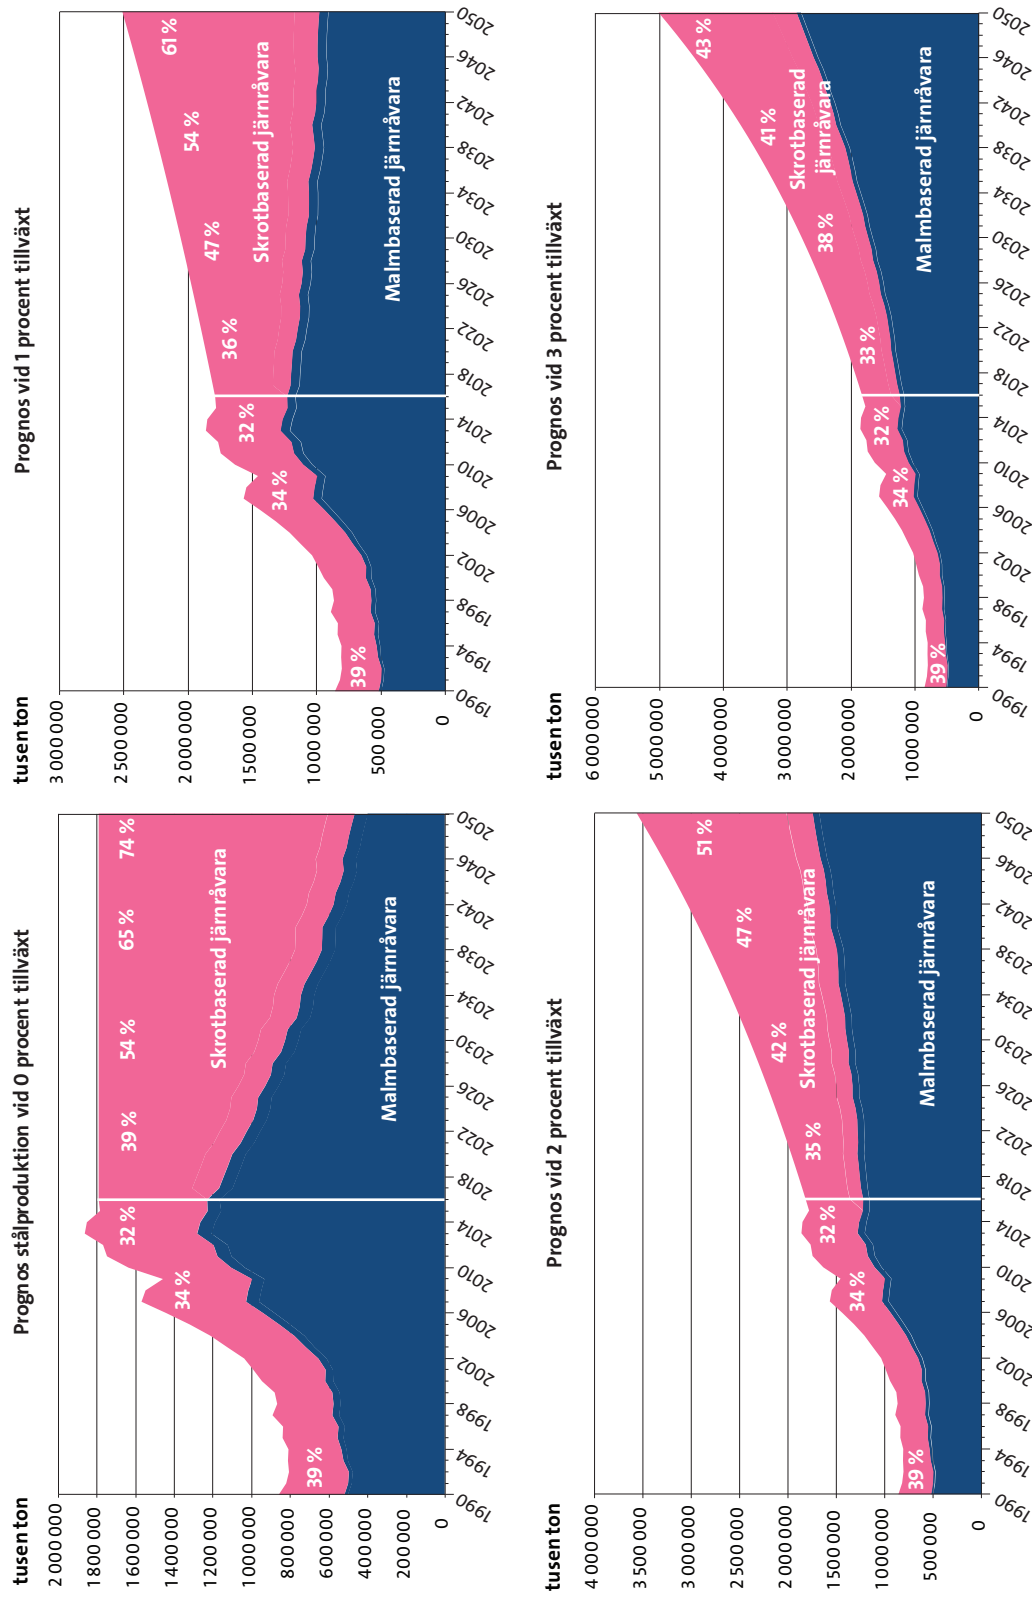 Prognos stålproduktion vid 0 procent tillväxt
tusen ton
2 000 000
1 800 000
1 600 000
1 400 000
1 200 000
1 000 000
800 000
600 000
400 000
200 000
0
39 %
34 %
32 %
39 %
54 %
65 %
74 %
Skrotbaserad järnråvara
Malmbaserad järnråvara
1990
1994
1998
2002
2006
2010
2014
2018
2022
2026
2030
2034
2038
2042
2046
2050
Prognos vid 1 procent tillväxt
tusen ton
3 000 000
2 500 000
2 000 000
1 500 000
1 000 000
500 000
0
39 %
34 %
32 %
36 %
47 %
54 %
61 %
Skrotbaserad järnråvara
Malmbaserad järnråvara
1990
1994
1998
2002
2006
2010
2014
2018
2022
2026
2030
2034
2038
2042
2046
2050
Prognos vid 2 procent tillväxt
tusen ton
4 000 000
3 500 000
3 000 000
2 500 000
2 000 000
1 500 000
1 000 000
500 000
0
39 %
34 %
32 %
35 %
42 %
47 %
51 %
Skrotbaserad järnråvara
Malmbaserad järnråvara
1990
1994
1998
2002
2006
2010
2014
2018
2022
2026
2030
2034
2038
2042
2046
2050
Prognos vid 3 procent tillväxt
tusen ton
6 000 000
5 000 000
4 000 000
3 000 000
2 000 000
1 000 000
0
39 %
34 %
32 %
33 %
38 %
41 %
43 %
Skrotbaserad
järnråvara
Malmbaserad järnråvara
1990
1994
1998
2002
2006
2010
2014
2018
2022
2026
2030
2034
2038
2042
2046
2050